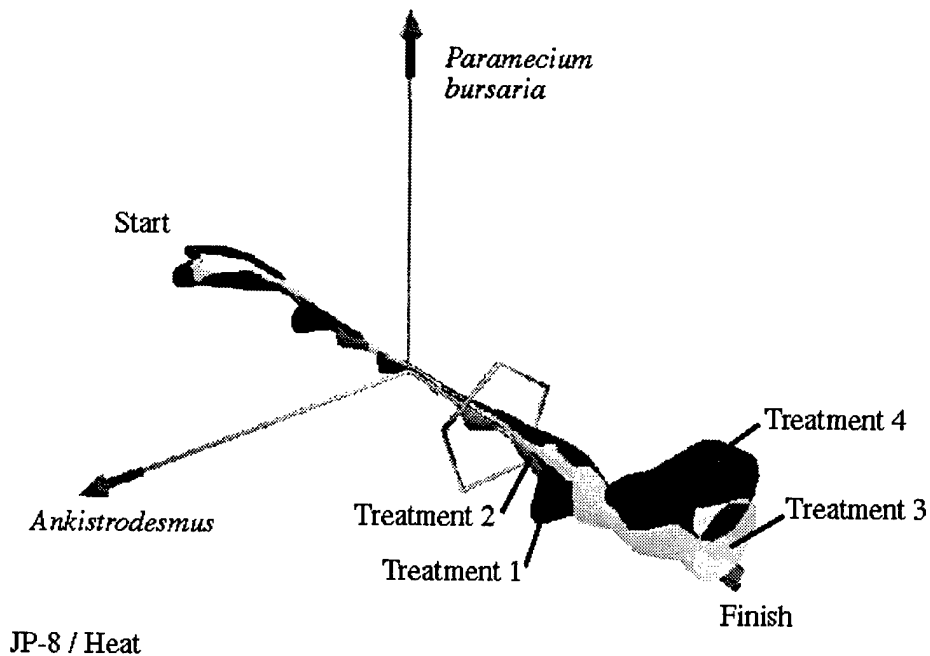 Paramecium
bursaria
Start
Treatment 4
Ankistrodesmus
Treatment 2
Treatment 3
Treatment 1
Finish
JP-8 / Heat